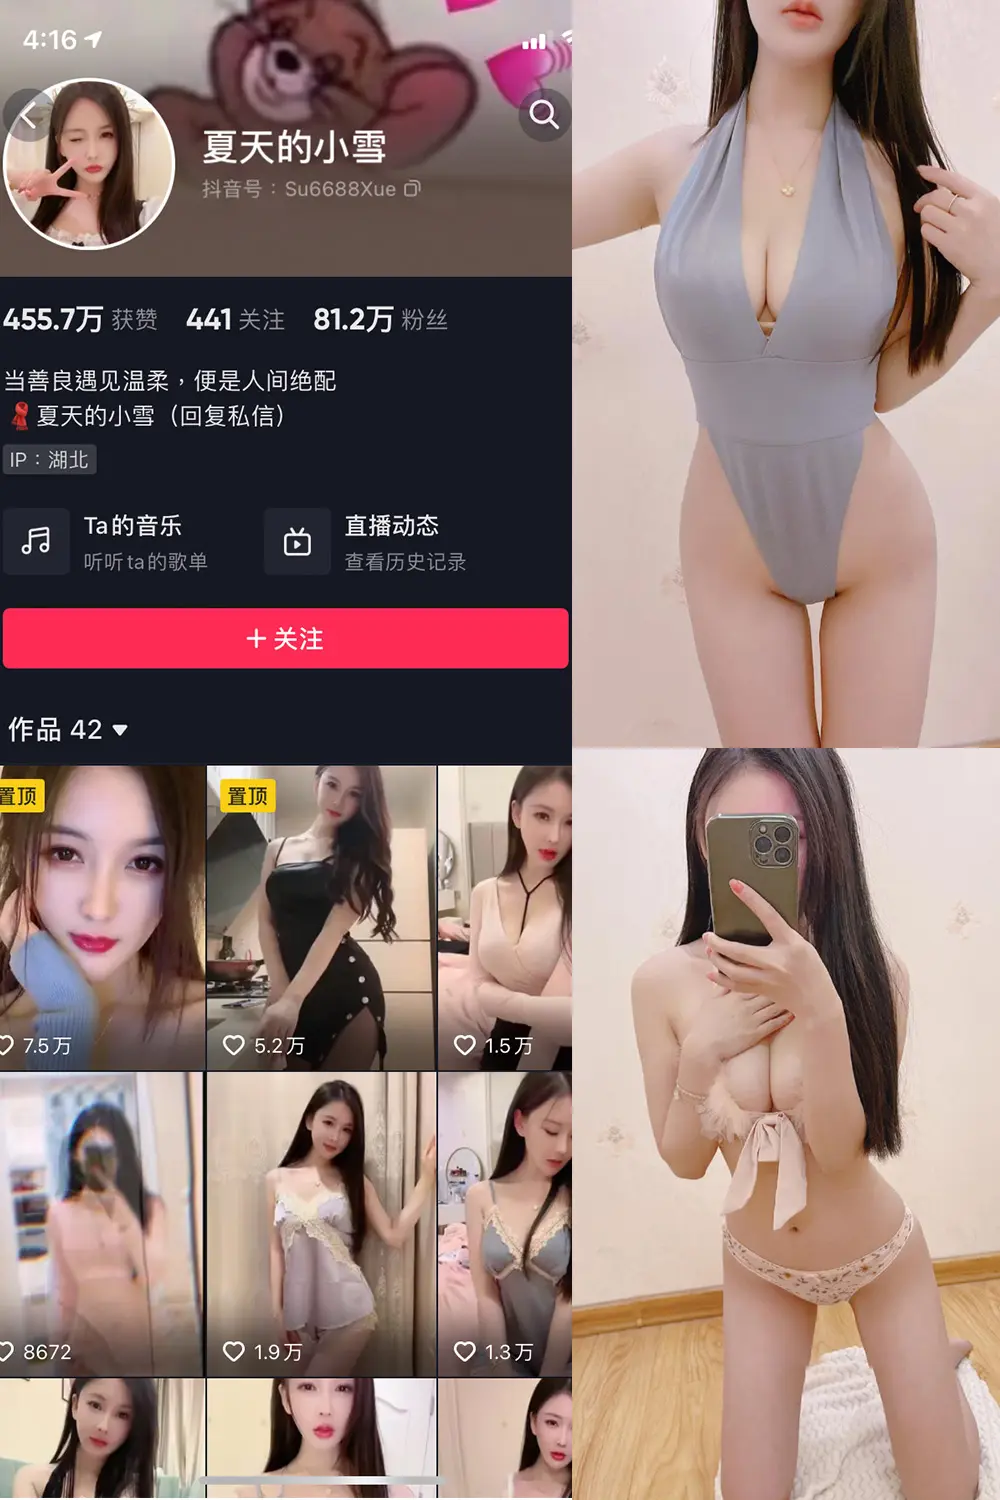 4:16
夏天的小雪
抖音号：Su6688Xue
455.7万 获赞 441 关注 81.2万 粉丝
当善良遇见温柔，便是人间绝配
夏天的小雪（回复私信）
IP：湖北
Ta的音乐
听听ta的歌单
直播动态
查看历史记录
+ 关注
作品 42
置顶
置顶
7.5万
5.2万
1.5万
8672
1.9万
1.3万